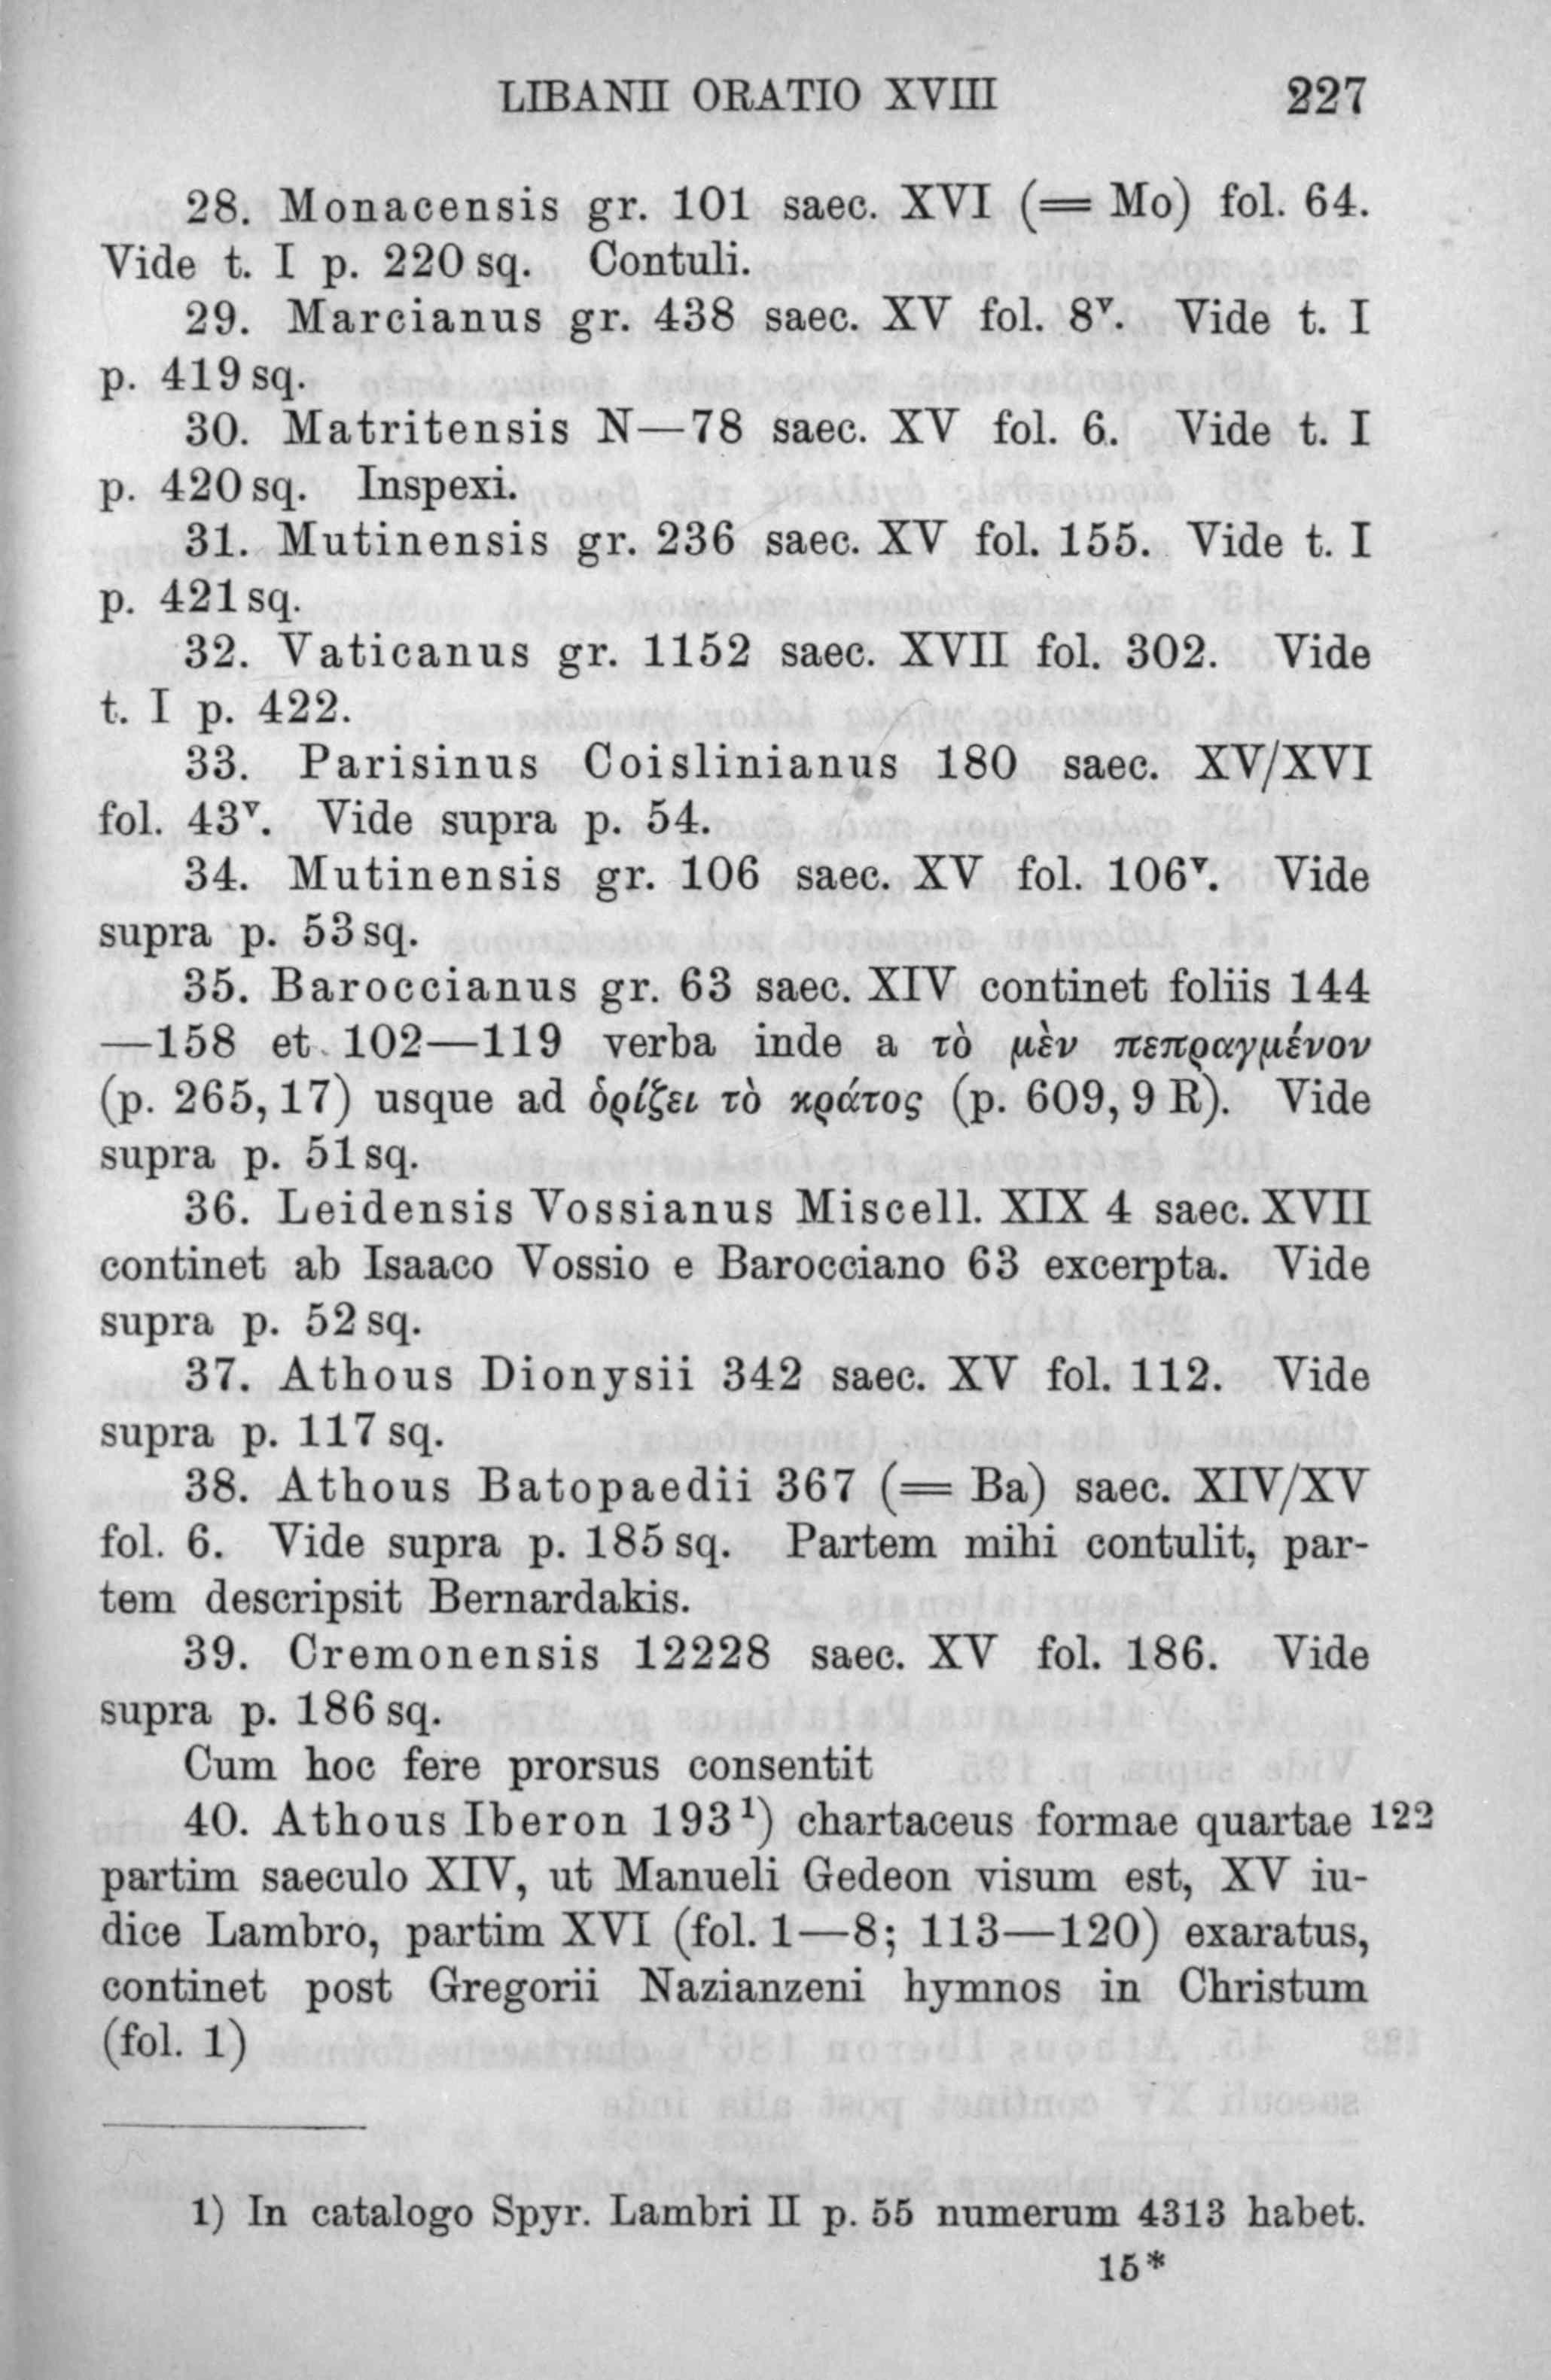 LIBANII ORATIO XVIII 227
28. Monacensis gr. 101 saec. XVI (= Mo) fol. 64.
Vide t. I p. 220 sq. Contuli.
29. Marcianus gr. 438 saec. XV fol. 8ᵛ. Vide t. I
p. 419 sq.
30. Matritensis N—78 saec. XV fol. 6. Vide t. I
p. 420 sq. Inspexi.
31. Mutinensis gr. 236 saec. XV fol. 155. Vide t. I
p. 421 sq.
32. Vaticanus gr. 1152 saec. XVII fol. 302. Vide
t. I p. 422.
33. Parisinus Coislinianus 180 saec. XV/XVI
fol. 43ᵛ. Vide supra p. 54.
34. Mutinensis gr. 106 saec. XV fol. 106ᵛ. Vide
supra p. 53 sq.
35. Baroccianus gr. 63 saec. XIV continet foliis 144
—158 et 102—119 verba inde a τὸ μὲν πεπραγμένον
(p. 265, 17) usque ad ὁρίζει τὸ κράτος (p. 609, 9 R). Vide
supra p. 51 sq.
36. Leidensis Vossianus Miscell. XIX 4 saec. XVII
continet ab Isaaco Vossio e Barocciano 63 excerpta. Vide
supra p. 52 sq.
37. Athous Dionysii 342 saec. XV fol. 112. Vide
supra p. 117 sq.
38. Athous Batopaedii 367 (= Ba) saec. XIV/XV
fol. 6. Vide supra p. 185 sq. Partem mihi contulit, par-
tem descripsit Bernardakis.
39. Cremonensis 12228 saec. XV fol. 186. Vide
supra p. 186 sq.
Cum hoc fere prorsus consentit
40. Athous Iberon 193¹) chartaceus formae quartae 122
partim saeculo XIV, ut Manueli Gedeon visum est, XV iu-
dice Lambro, partim XVI (fol. 1—8; 113—120) exaratus,
continet post Gregorii Nazianzeni hymnos in Christum
(fol. 1)
1) In catalogo Spyr. Lambri II p. 55 numerum 4313 habet.
15*